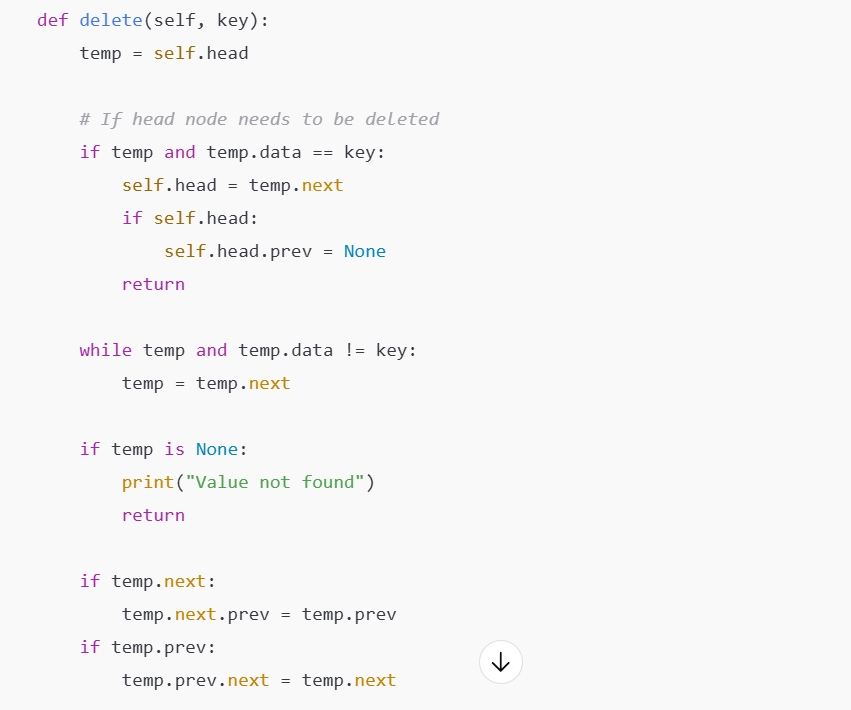 def delete(self, key):
    temp = self.head

    # If head node needs to be deleted
    if temp and temp.data == key:
        self.head = temp.next
        if self.head:
            self.head.prev = None
        return

    while temp and temp.data != key:
        temp = temp.next

    if temp is None:
        print("Value not found")
        return

    if temp.next:
        temp.next.prev = temp.prev
    if temp.prev:
        temp.prev.next = temp.next